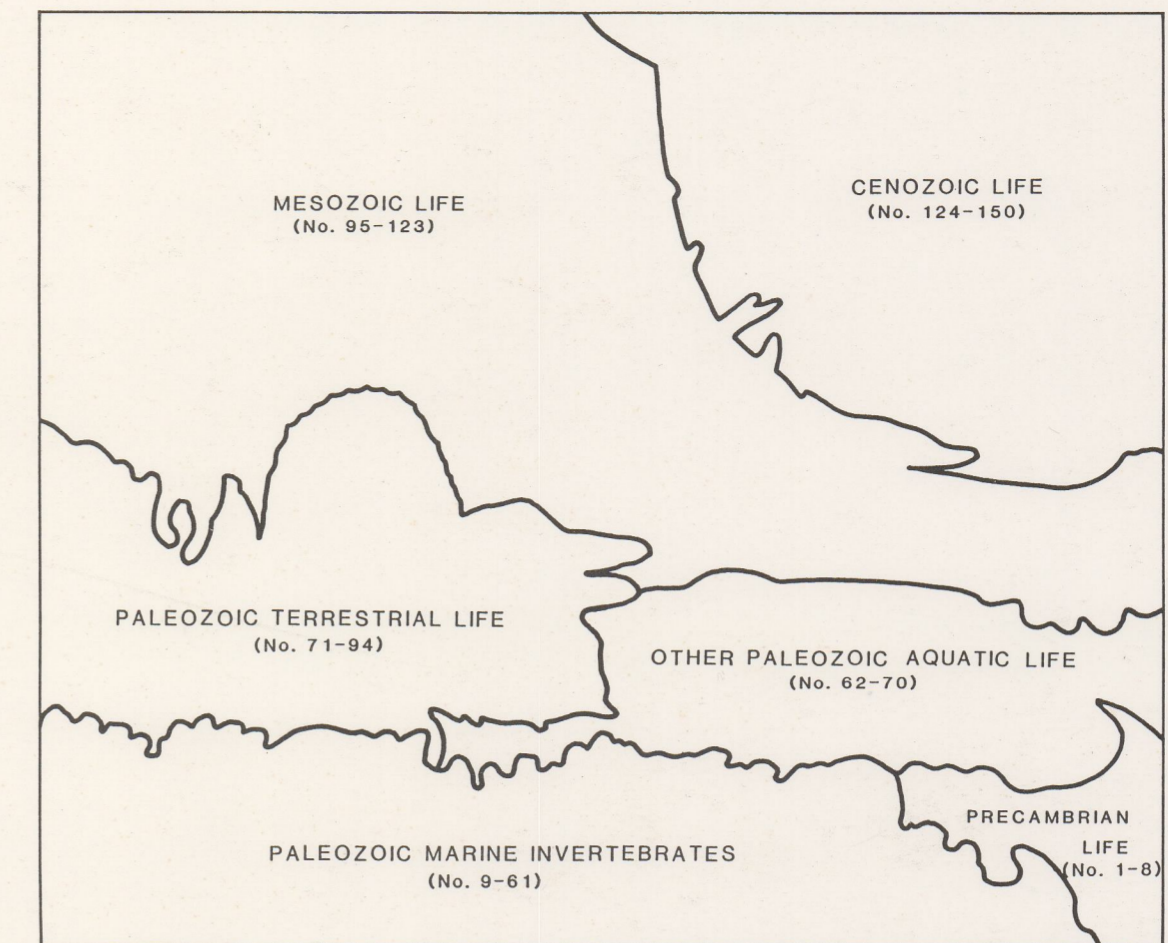 MESOZOIC LIFE
(No. 95-123)
CENOZOIC LIFE
(No. 124-150)
PALEOZOIC TERRESTRIAL LIFE
(No. 71-94)
OTHER PALEOZOIC AQUATIC LIFE
(No. 62-70)
PRECAMBRIAN
LIFE
(No. 1-8)
PALEOZOIC MARINE INVERTEBRATES
(No. 9-61)